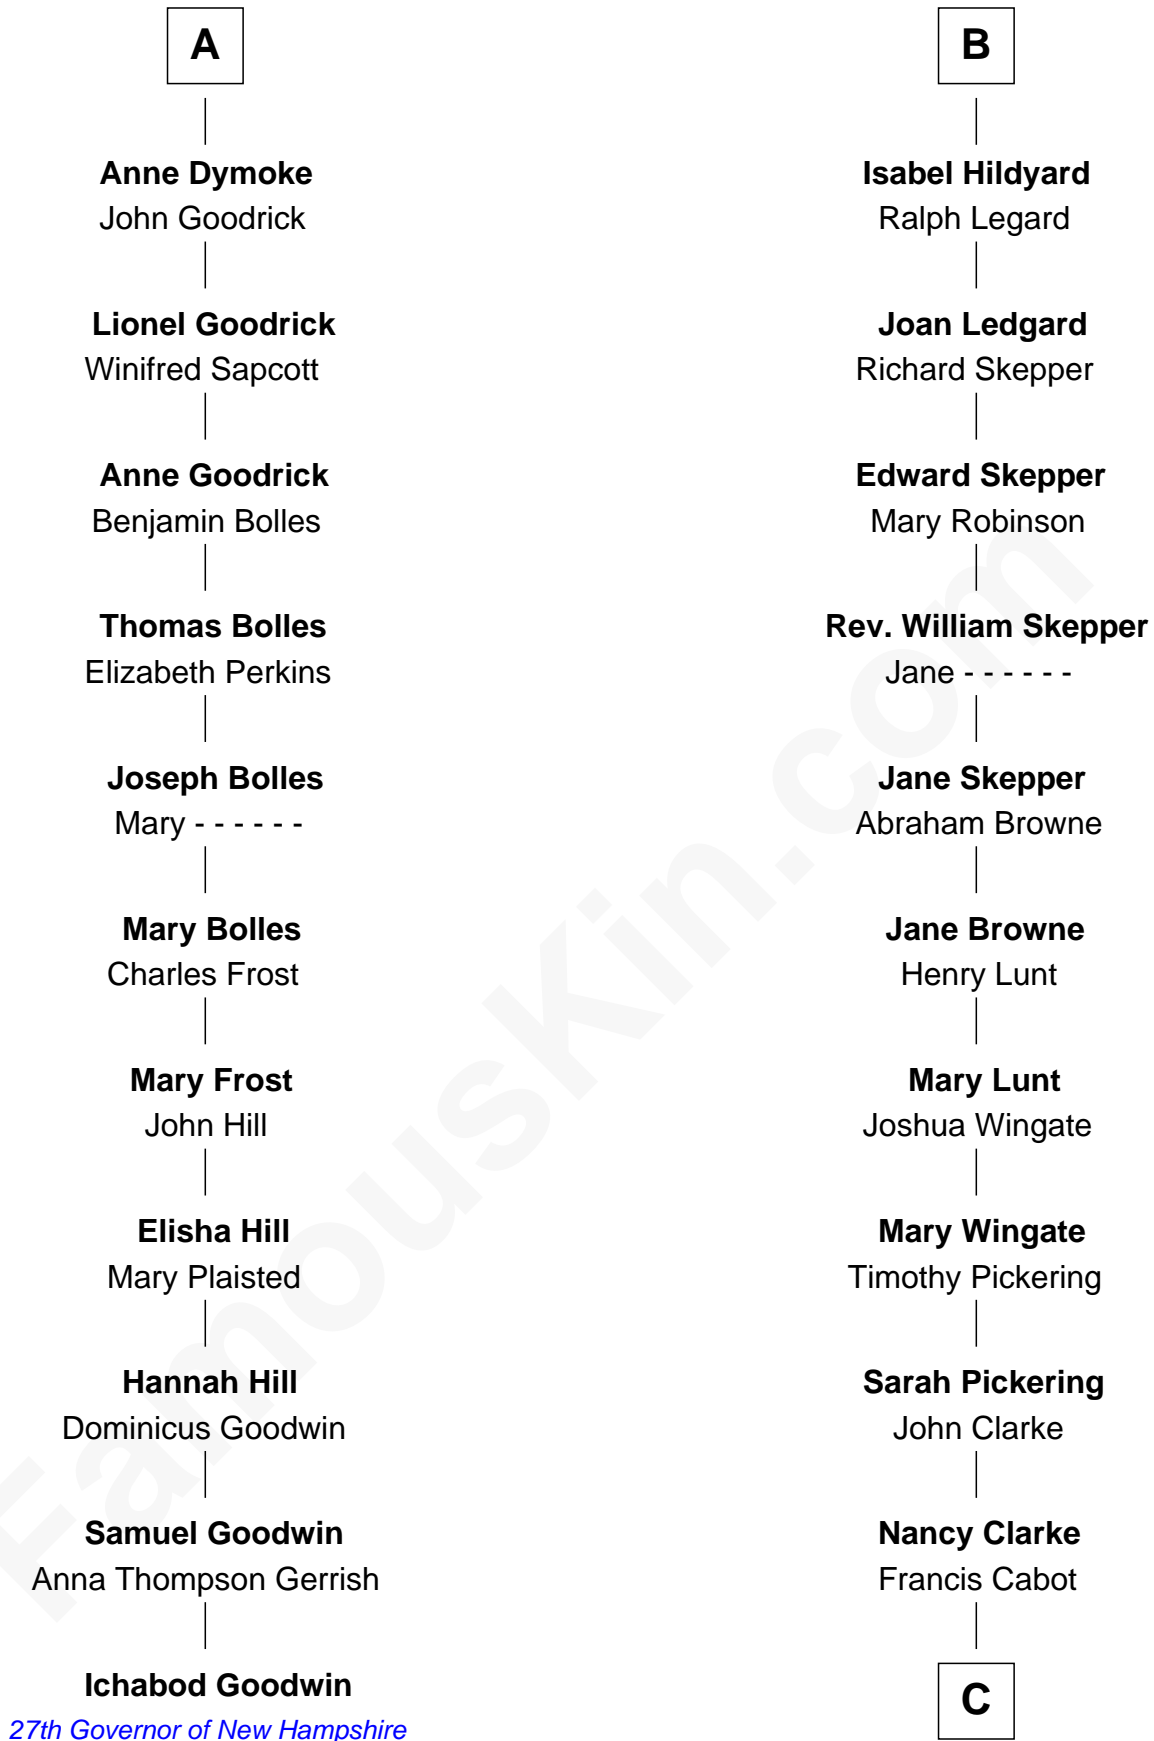 A
Anne Dymoke
John Goodrick
Lionel Goodrick
Winifred Sapcott
Anne Goodrick
Benjamin Bolles
Thomas Bolles
Elizabeth Perkins
Joseph Bolles
Mary - - - - - -
Mary Bolles
Charles Frost
Mary Frost
John Hill
Elisha Hill
Mary Plaisted
Hannah Hill
Dominicus Goodwin
Samuel Goodwin
Anna Thompson Gerrish
Ichabod Goodwin
27th Governor of New Hampshire
B
Isabel Hildyard
Ralph Legard
Joan Ledgard
Richard Skepper
Edward Skepper
Mary Robinson
Rev. William Skepper
Jane - - - - - -
Jane Skepper
Abraham Browne
Jane Browne
Henry Lunt
Mary Lunt
Joshua Wingate
Mary Wingate
Timothy Pickering
Sarah Pickering
John Clarke
Nancy Clarke
Francis Cabot
C
FamousKin.com